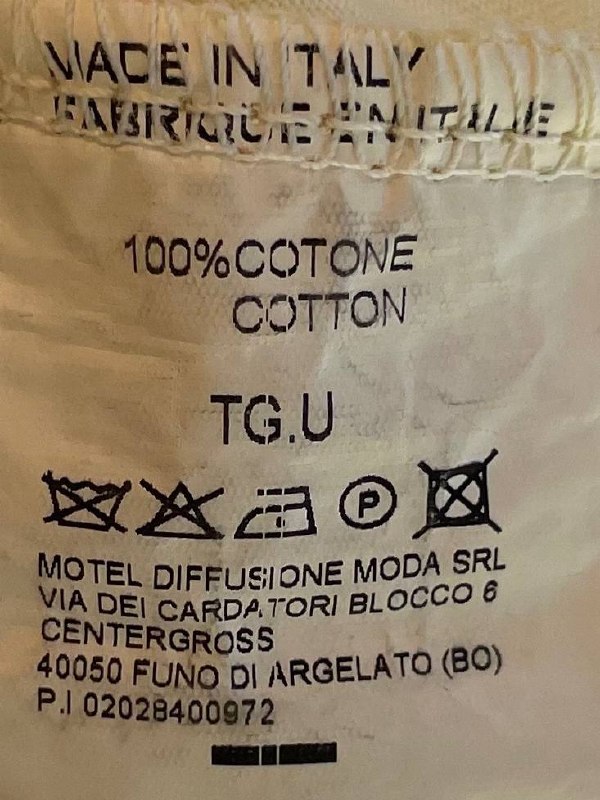 MADE IN ITALY
FABRIQUE EN ITALIE
100%COTONE
COTTON
TG.U
P
MOTEL DIFFUSIONE MODA SRL
VIA DEI CARDATORI BLOCCO 6
CENTERGROSS
40050 FUNO DI ARGELATO (BO)
P.I 02028400972